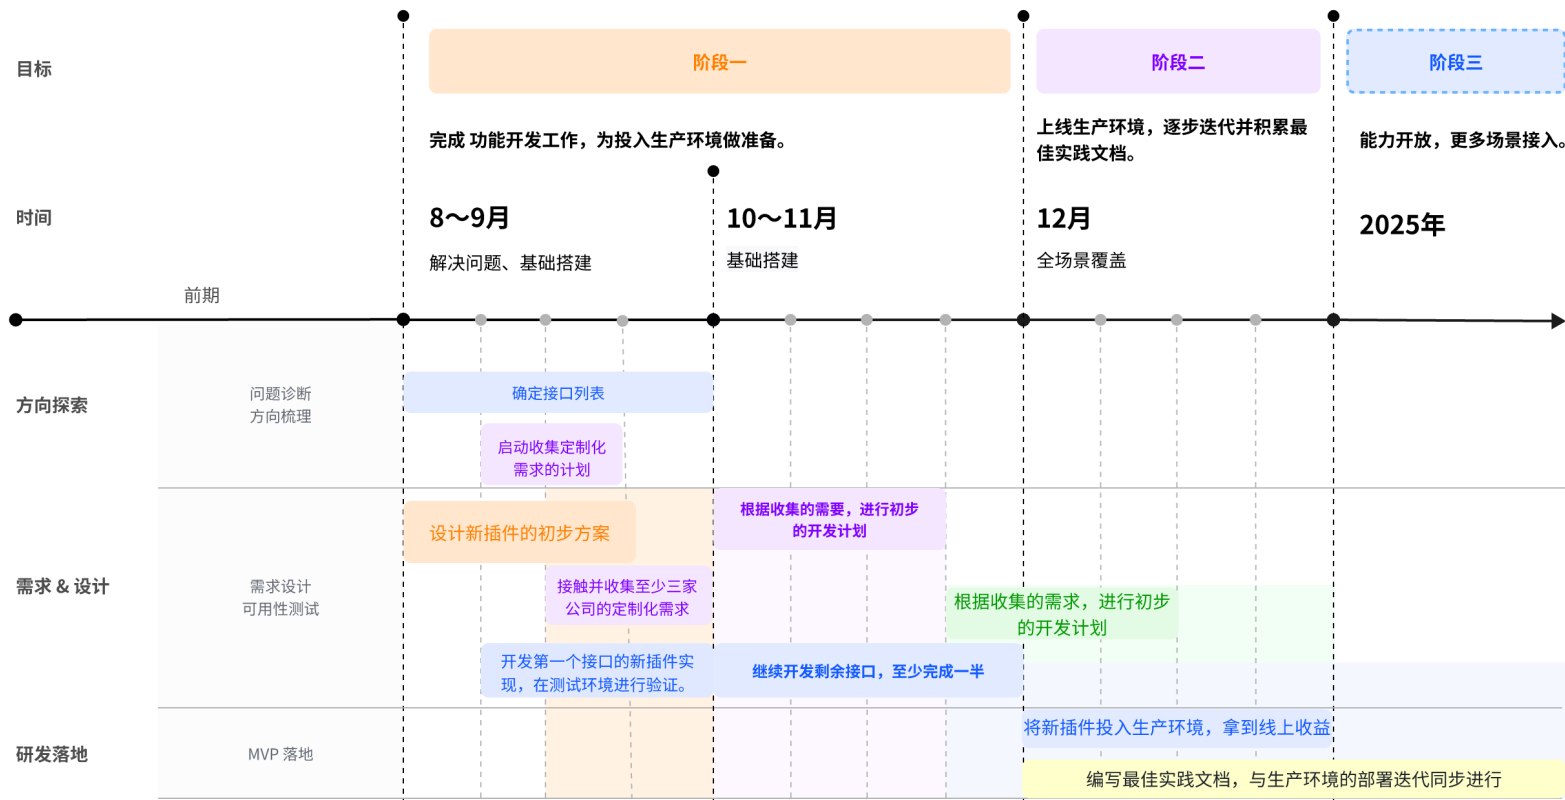 目标
阶段一
阶段二
阶段三
完成 功能开发工作，为投入生产环境做准备。
上线生产环境，逐步迭代并积累最
佳实践文档。
能力开放，更多场景接入。
时间
8～9月
10～11月
12月
2025年
解决问题、基础搭建
基础搭建
全场景覆盖
前期
方向探索
问题诊断
方向梳理
确定接口列表
启动收集定制化
需求的计划
需求 & 设计
需求设计
可用性测试
设计新插件的初步方案
根据收集的需要，进行初步
的开发计划
接触并收集至少三家
公司的定制化需求
根据收集的需求，进行初步
的开发计划
开发第一个接口的新插件实
现，在测试环境进行验证。
继续开发剩余接口，至少完成一半
研发落地
MVP 落地
将新插件投入生产环境，拿到线上收益
编写最佳实践文档，与生产环境的部署迭代同步进行